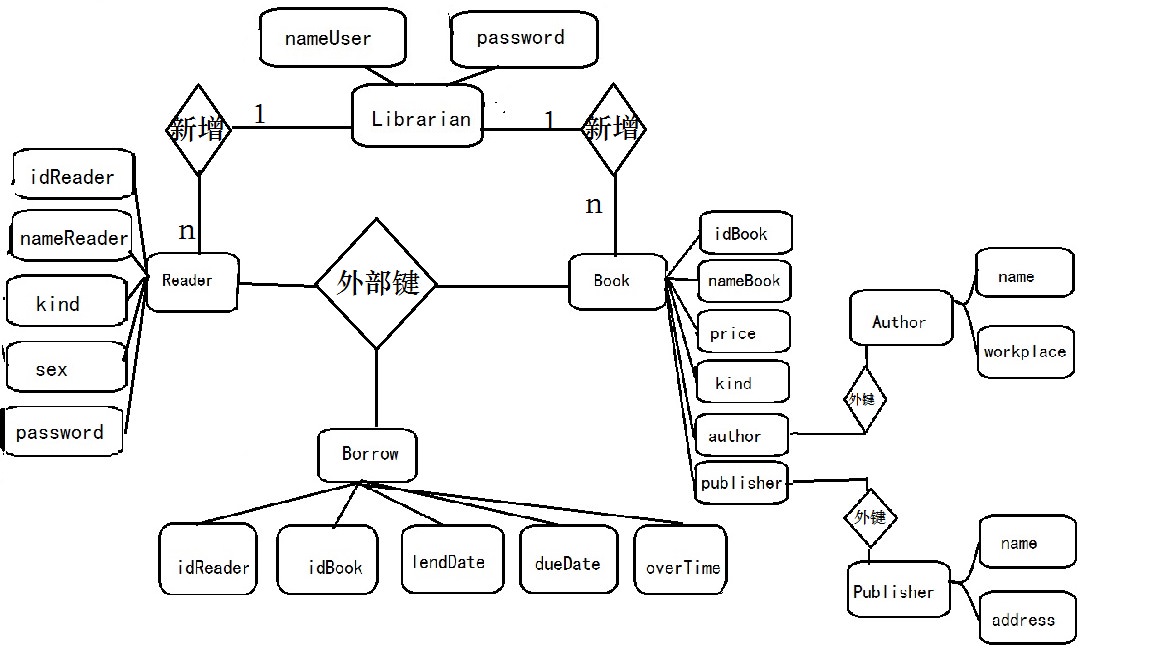 nameUser
password
Librarian
新增
1
1
新增
idReader
nameReader
kind
sex
password
n
n
Reader
外部键
Book
idBook
nameBook
price
kind
author
publisher
Author
name
workplace
外键
外键
Publisher
name
address
Borrow
idReader
idBook
lendDate
dueDate
overTime